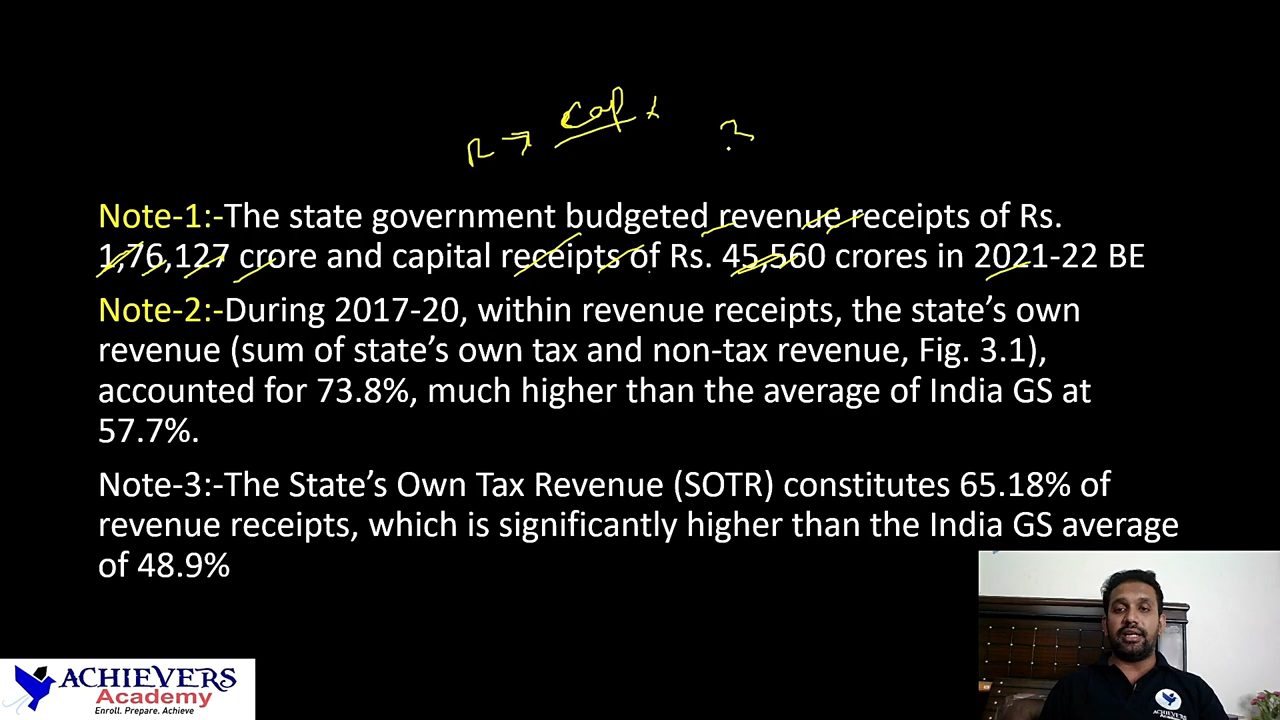 Cap
R →
?
Note-1:-The state government budgeted revenue receipts of Rs.
1,76,127 crore and capital receipts of Rs. 45,560 crores in 2021-22 BE
Note-2:-During 2017-20, within revenue receipts, the state’s own
revenue (sum of state’s own tax and non-tax revenue, Fig. 3.1),
accounted for 73.8%, much higher than the average of India GS at
57.7%.
Note-3:-The State’s Own Tax Revenue (SOTR) constitutes 65.18% of
revenue receipts, which is significantly higher than the India GS average
of 48.9%
ACHIEVERS
Academy
Enroll. Prepare. Achieve
ACHIEVERS